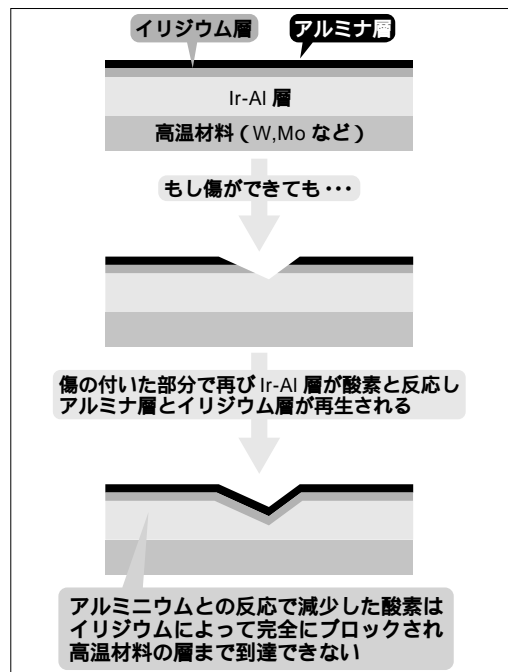 イリジウム層
アルミナ層
Ir-Al 層
高温材料(W,Mo など)
もし傷ができても・・・
傷の付いた部分で再び Ir-Al 層が酸素と反応し
アルミナ層とイリジウム層が再生される
アルミニウムとの反応で減少した酸素は
イリジウムによって完全にブロックされ
高温材料の層まで到達できない